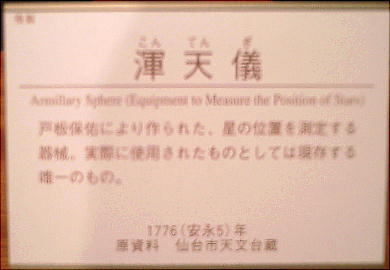 複製
こん てん ぎ
渾天儀
Armillary Sphere (Equipment to Measure the Position of Stars)
戸板保佑により作られた、星の位置を測定する
器械。実際に使用されたものとしては現存する
唯一のもの。
1776(安永5)年
原資料 仙台市天文台蔵